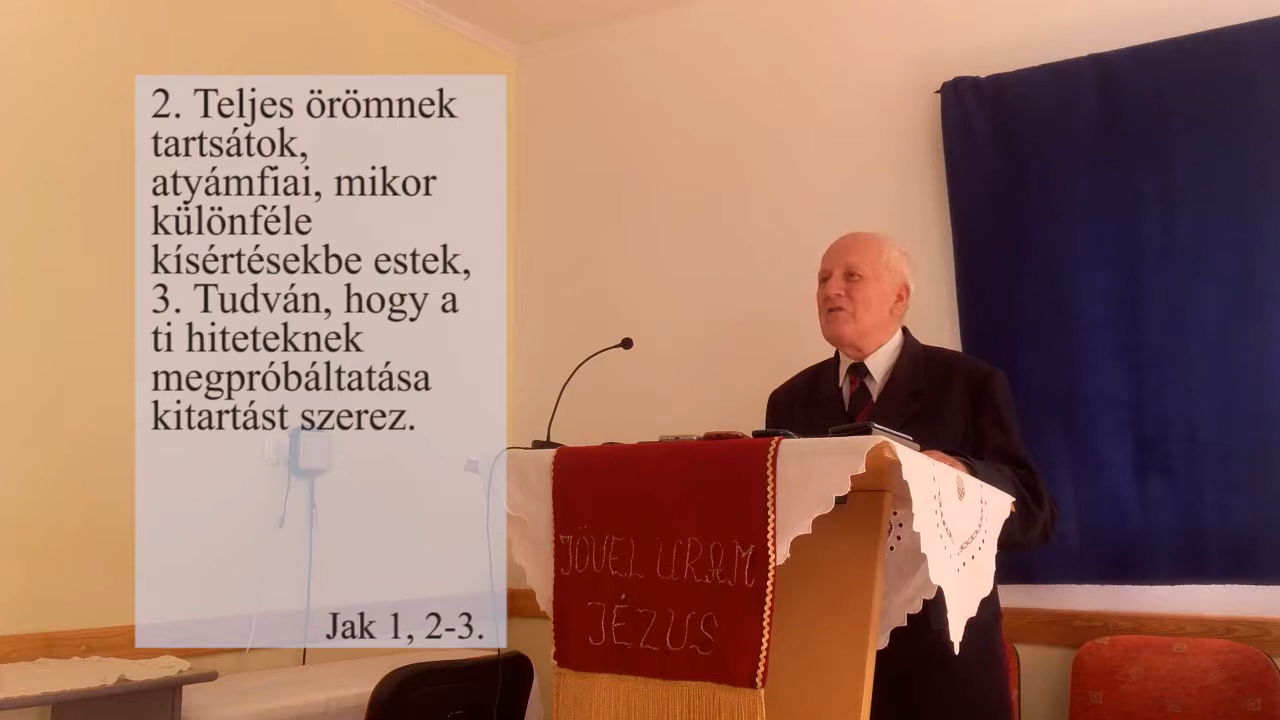 2. Teljes örömnek
tartsátok,
atyámfiai, mikor
különféle
kísértésekbe estek,
3. Tudván, hogy a
ti hiteteknek
megpróbáltatása
kitartást szerez.
Jak 1, 2-3.
JÖVEL URAM
JÉZUS